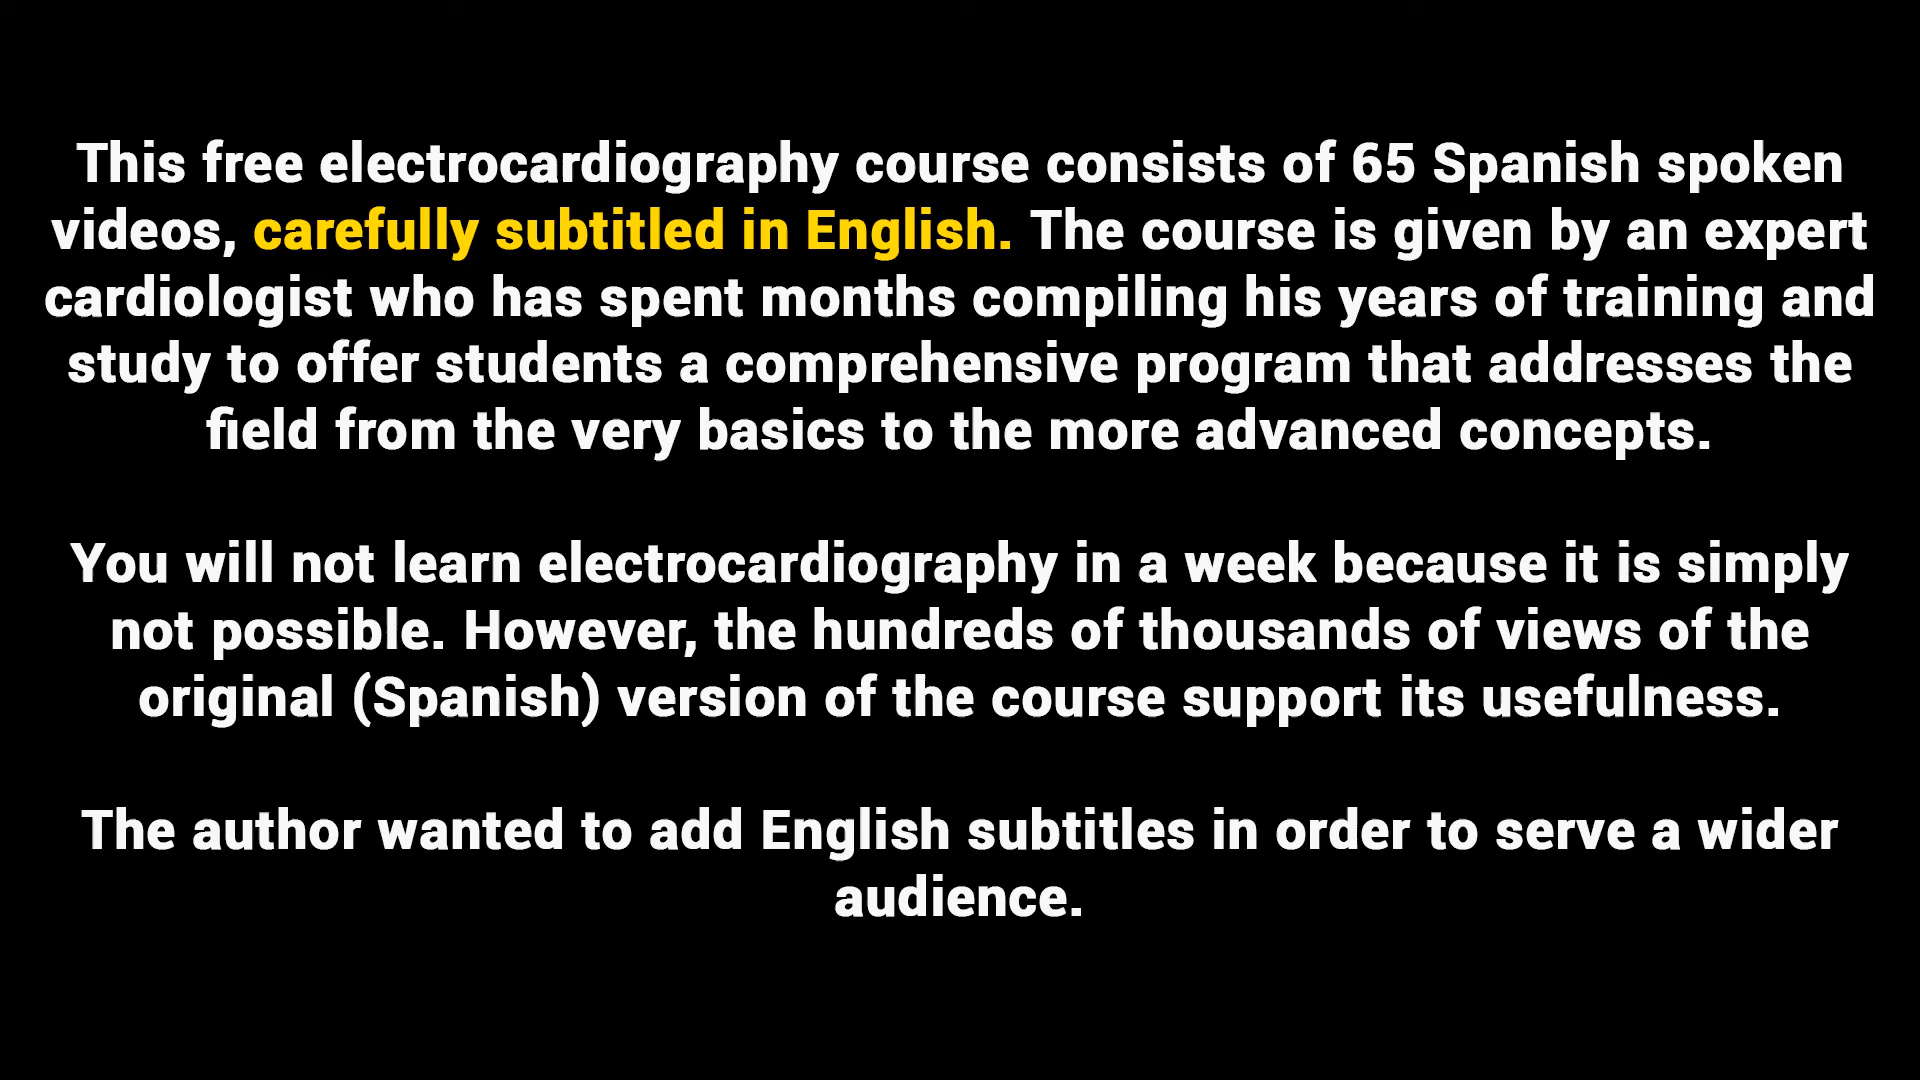 This free electrocardiography course consists of 65 Spanish spoken
videos, carefully subtitled in English. The course is given by an expert
cardiologist who has spent months compiling his years of training and
study to offer students a comprehensive program that addresses the
field from the very basics to the more advanced concepts.
You will not learn electrocardiography in a week because it is simply
not possible. However, the hundreds of thousands of views of the
original (Spanish) version of the course support its usefulness.
The author wanted to add English subtitles in order to serve a wider
audience.